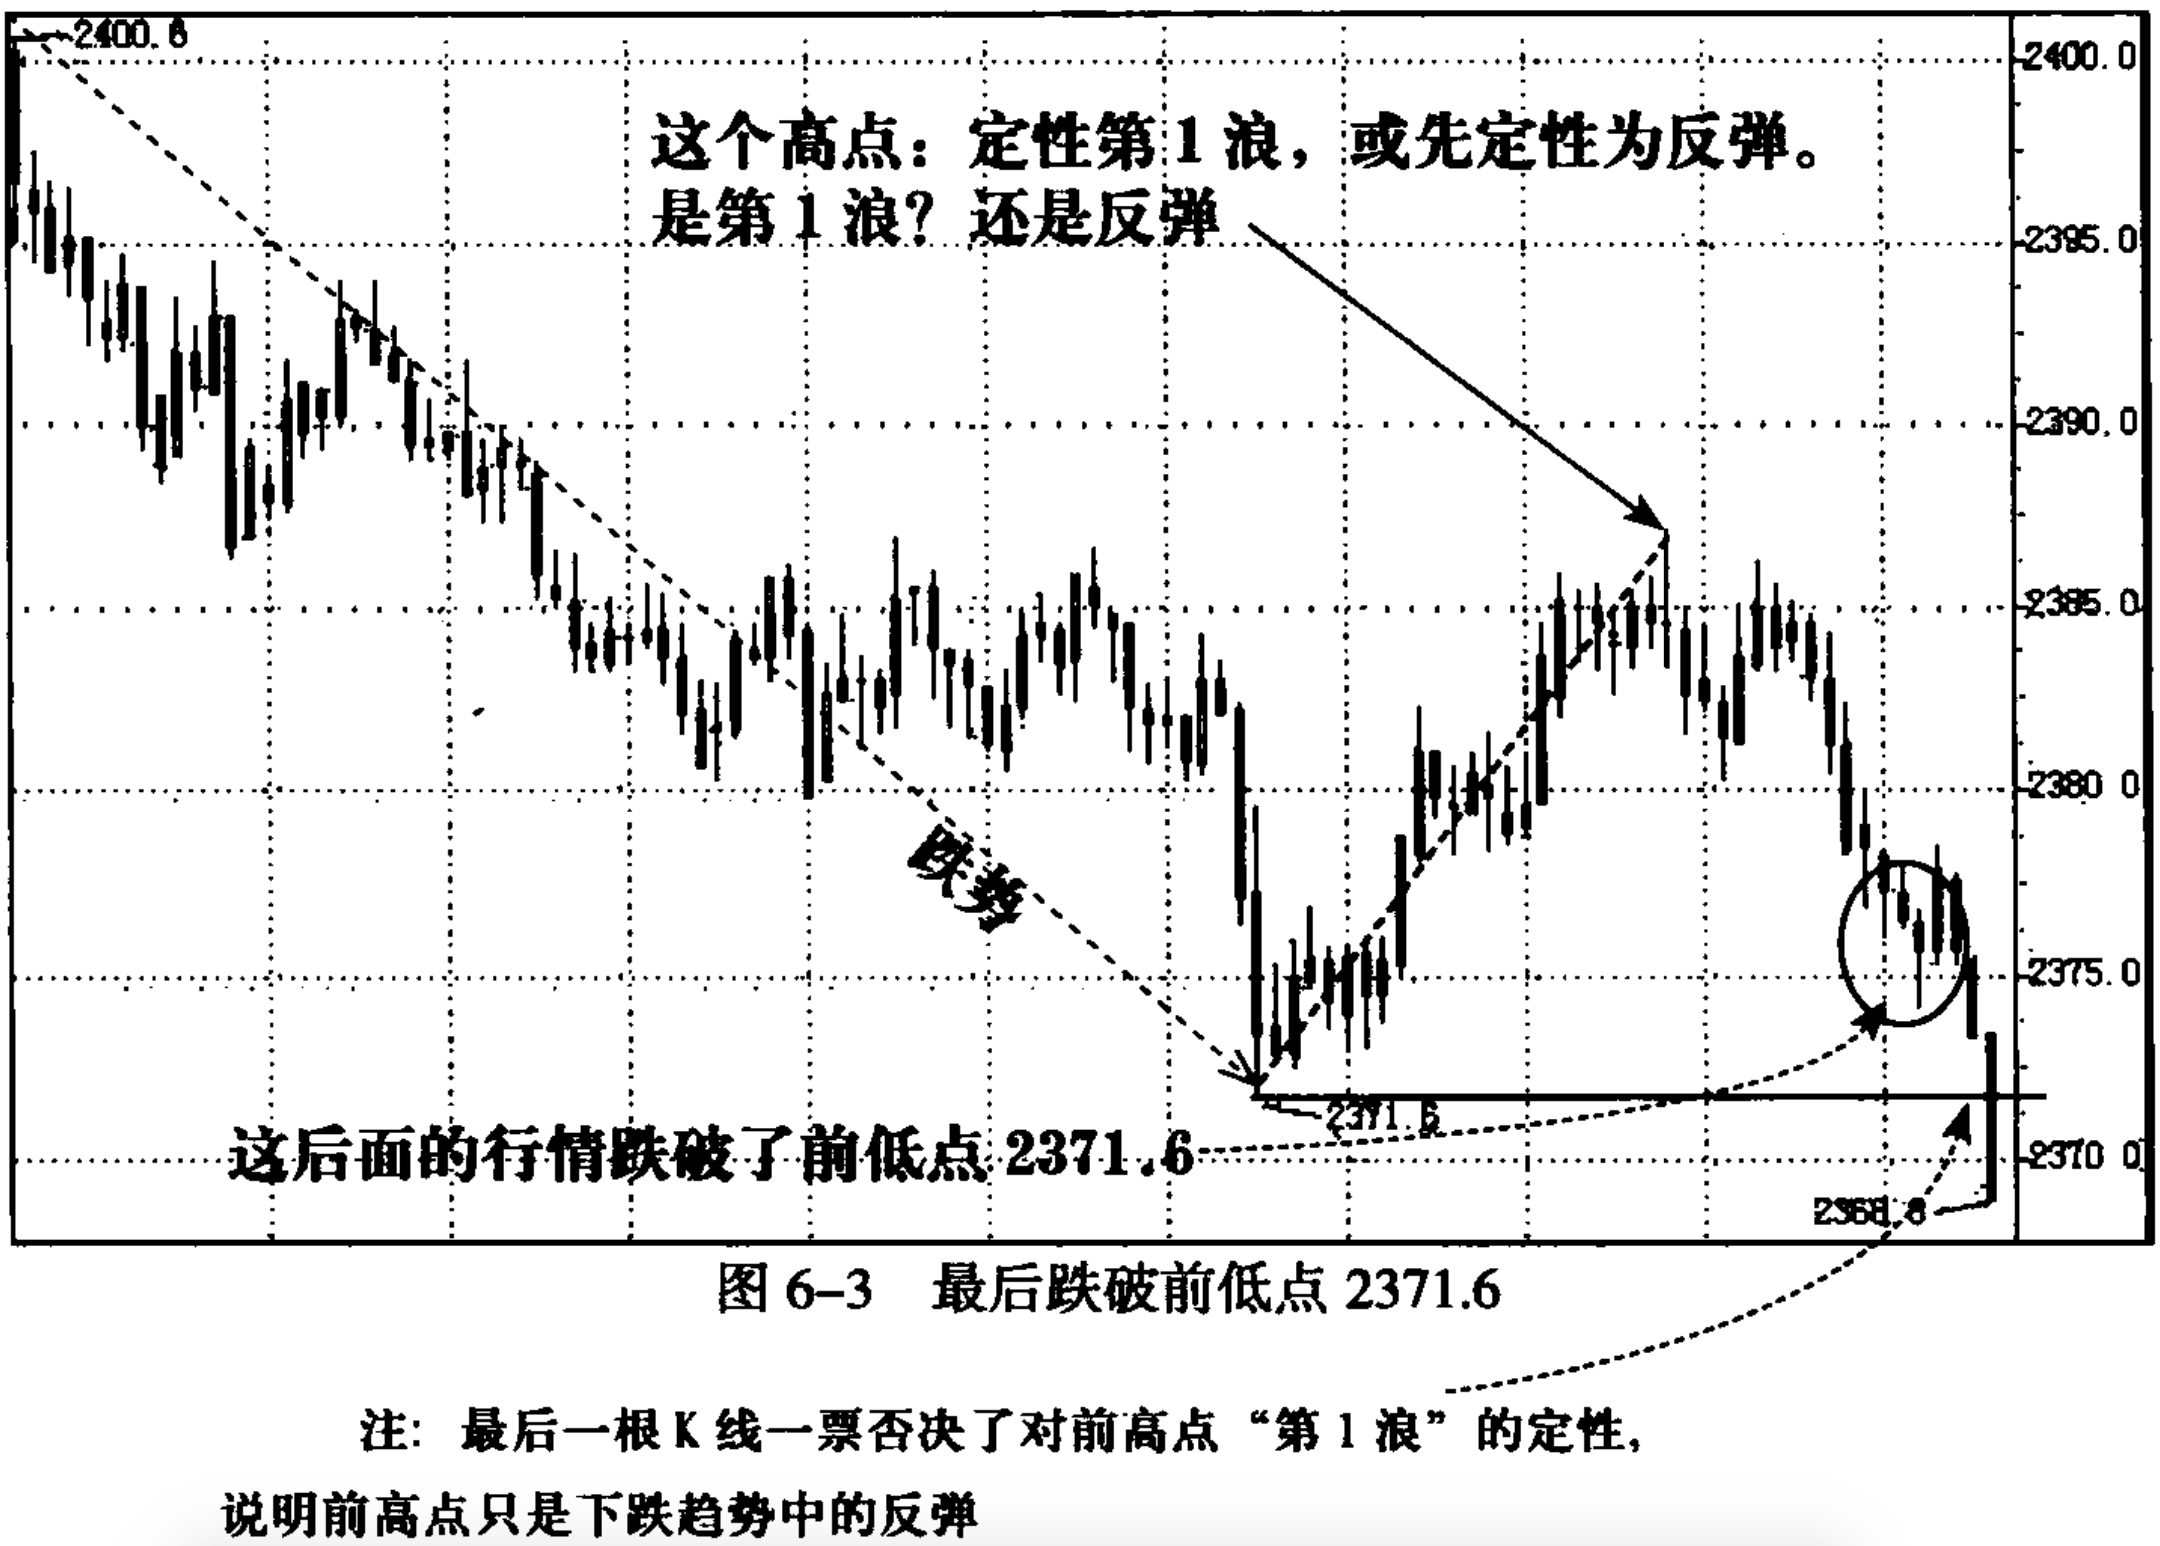 2400.6
2400.0
这个高点：定性第1浪，或先定性为反弹。
是第1浪？还是反弹
2395.0
2390.0
2385.0
2380.0
跌势
2375.0
2371.6
这后面的行情跌破了前低点 2371.6
2370.0
图 6-3 最后跌破前低点 2371.6
注：最后一根 K 线一票否决了对前高点“第 1 浪”的定性，
说明前高点只是下跌趋势中的反弹